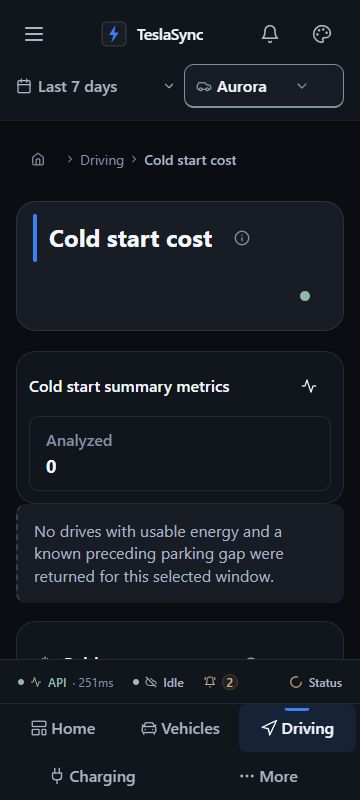 TeslaSync
Last 7 days
Aurora
Driving
Cold start cost
Cold start cost
Cold start summary metrics
Analyzed
0
No drives with usable energy and a
known preceding parking gap were
returned for this selected window.
API · 251ms
Idle
2
Status
Home
Vehicles
Driving
Charging
More